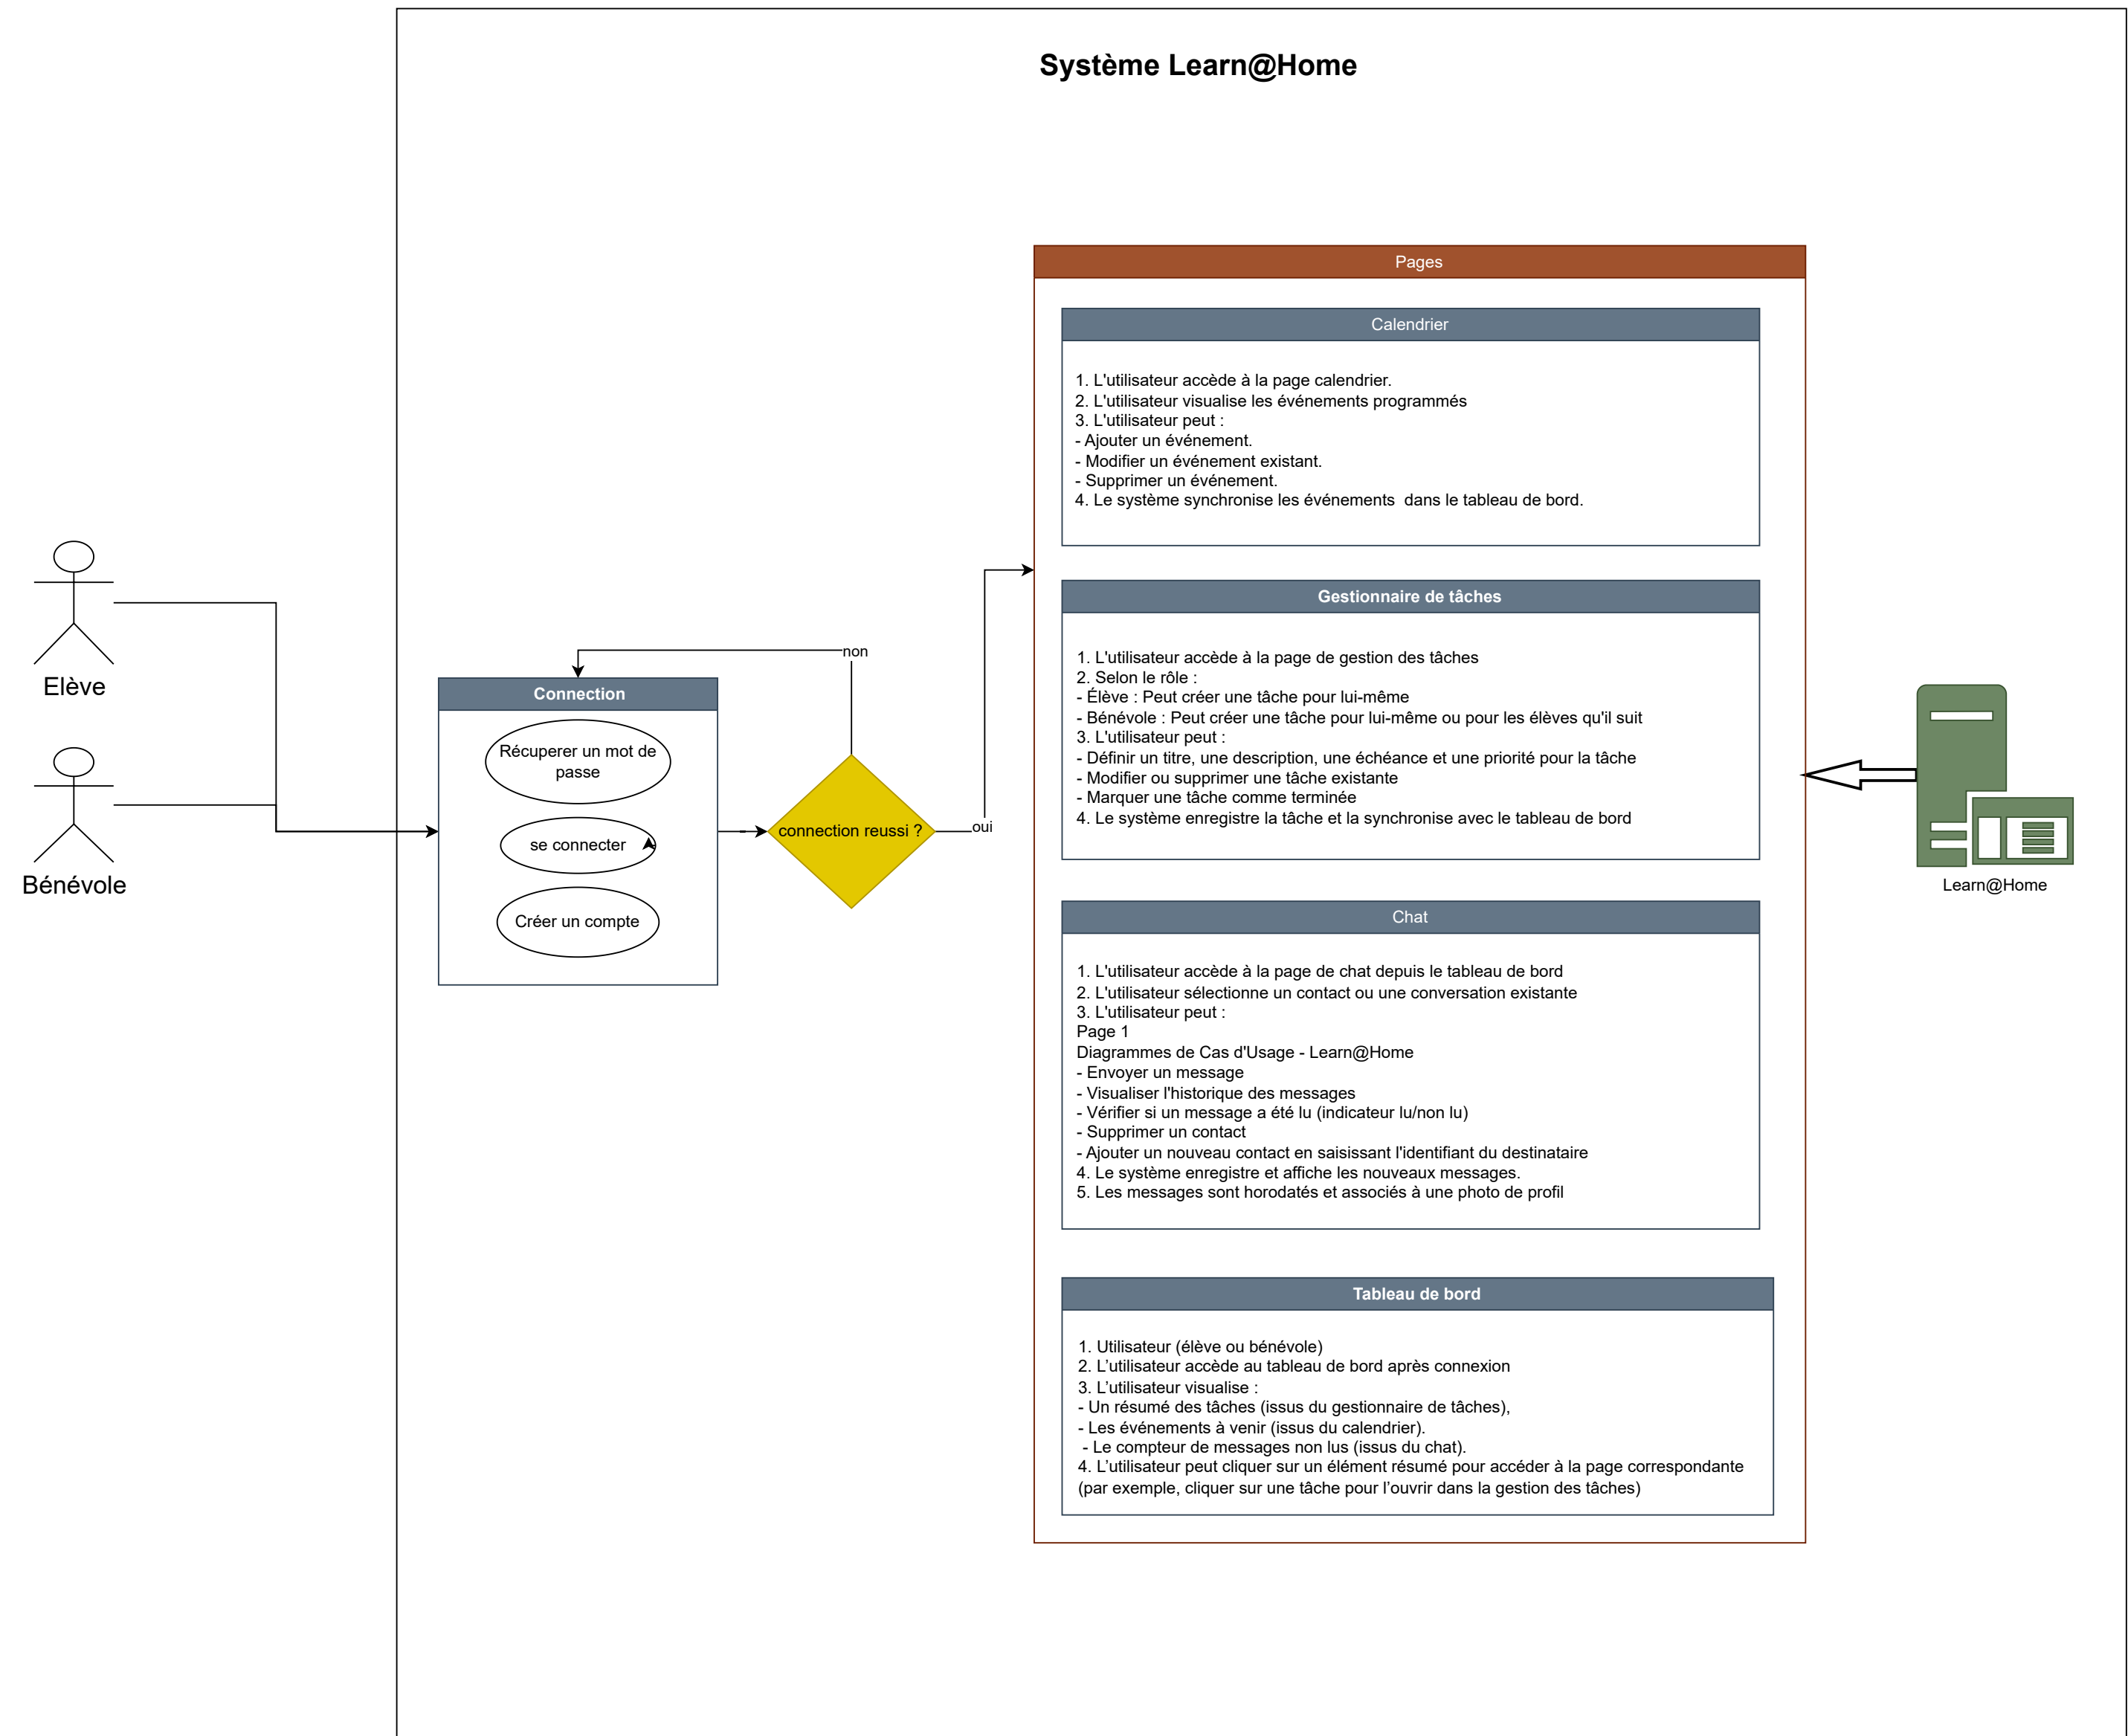 Système Learn@Home
Elève
Bénévole
Connection
Récuperer un mot de
passe
se connecter
Créer un compte
non
connection reussi ?
oui
Pages
Calendrier
1. L'utilisateur accède à la page calendrier.
2. L'utilisateur visualise les événements programmés
3. L'utilisateur peut :
- Ajouter un événement.
- Modifier un événement existant.
- Supprimer un événement.
4. Le système synchronise les événements  dans le tableau de bord.
Gestionnaire de tâches
1. L'utilisateur accède à la page de gestion des tâches
2. Selon le rôle :
- Élève : Peut créer une tâche pour lui-même
- Bénévole : Peut créer une tâche pour lui-même ou pour les élèves qu'il suit
3. L'utilisateur peut :
- Définir un titre, une description, une échéance et une priorité pour la tâche
- Modifier ou supprimer une tâche existante
- Marquer une tâche comme terminée
4. Le système enregistre la tâche et la synchronise avec le tableau de bord
Chat
1. L'utilisateur accède à la page de chat depuis le tableau de bord
2. L'utilisateur sélectionne un contact ou une conversation existante
3. L'utilisateur peut :
Page 1
Diagrammes de Cas d'Usage - Learn@Home
- Envoyer un message
- Visualiser l'historique des messages
- Vérifier si un message a été lu (indicateur lu/non lu)
- Supprimer un contact
- Ajouter un nouveau contact en saisissant l'identifiant du destinataire
4. Le système enregistre et affiche les nouveaux messages.
5. Les messages sont horodatés et associés à une photo de profil
Tableau de bord
1. Utilisateur (élève ou bénévole)
2. L’utilisateur accède au tableau de bord après connexion
3. L’utilisateur visualise :
- Un résumé des tâches (issus du gestionnaire de tâches),
- Les événements à venir (issus du calendrier).
- Le compteur de messages non lus (issus du chat).
4. L’utilisateur peut cliquer sur un élément résumé pour accéder à la page correspondante
(par exemple, cliquer sur une tâche pour l’ouvrir dans la gestion des tâches)
Learn@Home